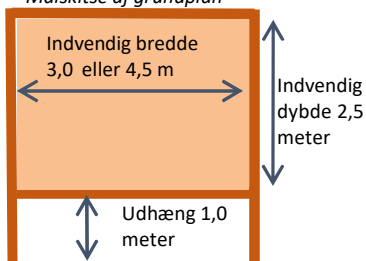 Målskitse af grundplan
Indvendig bredde
3,0 eller 4,5 m
Indvendig
dybde 2,5
meter
Udhæng 1,0
meter